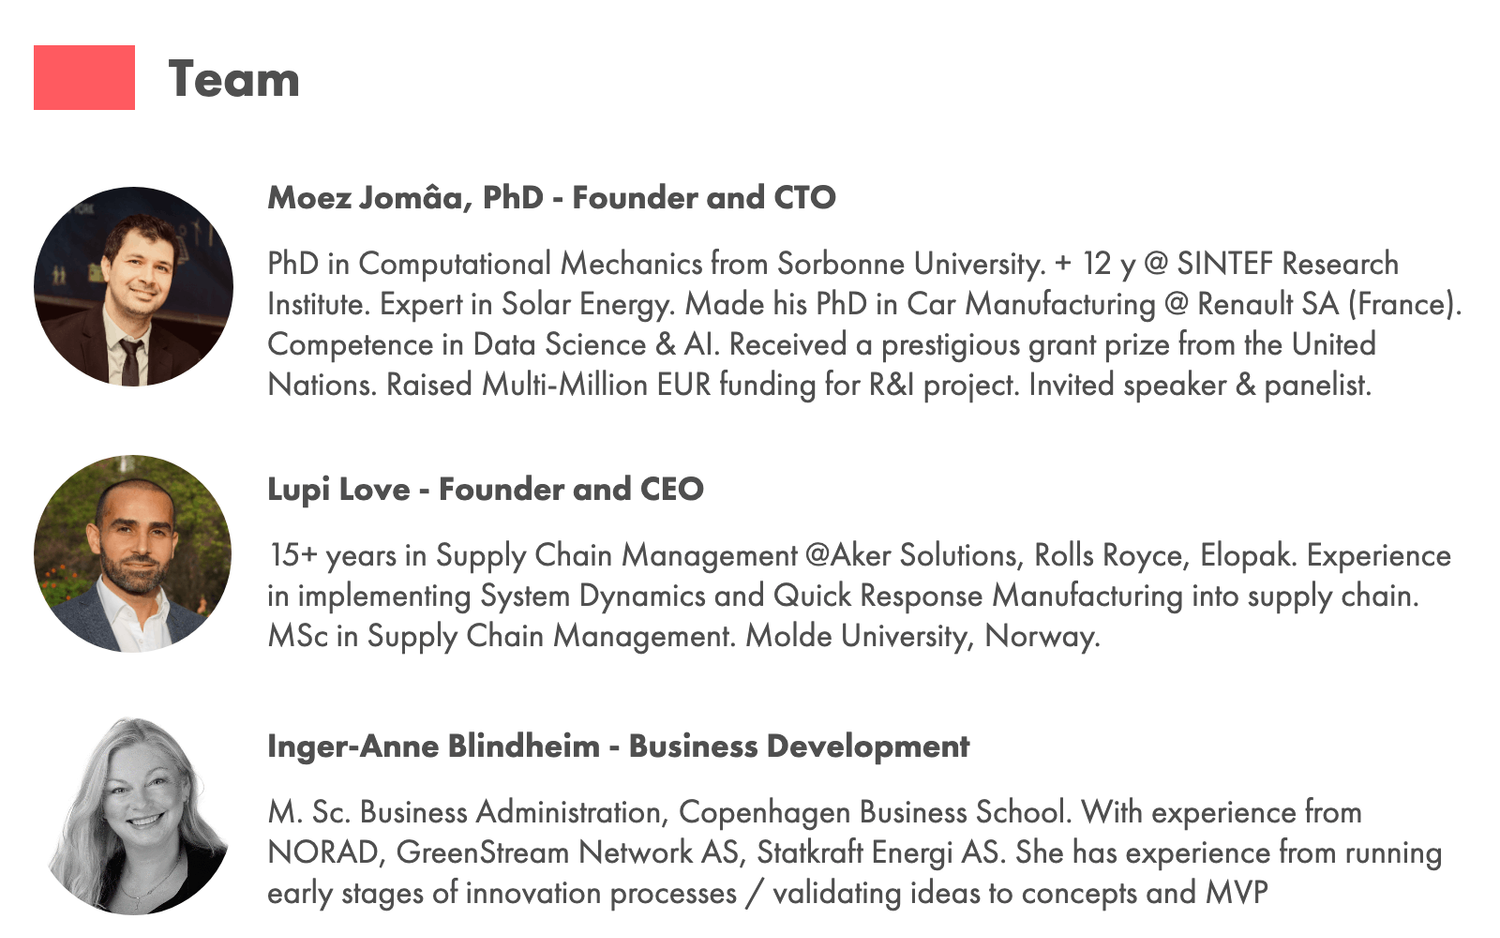 Team
Moez Jomâa, PhD - Founder and CTO
PhD in Computational Mechanics from Sorbonne University. + 12 y @ SINTEF Research
Institute. Expert in Solar Energy. Made his PhD in Car Manufacturing @ Renault SA (France).
Competence in Data Science & AI. Received a prestigious grant prize from the United
Nations. Raised Multi-Million EUR funding for R&I project. Invited speaker & panelist.
Lupi Love - Founder and CEO
15+ years in Supply Chain Management @Aker Solutions, Rolls Royce, Elopak. Experience
in implementing System Dynamics and Quick Response Manufacturing into supply chain.
MSc in Supply Chain Management. Molde University, Norway.
Inger-Anne Blindheim - Business Development
M. Sc. Business Administration, Copenhagen Business School. With experience from
NORAD, GreenStream Network AS, Statkraft Energi AS. She has experience from running
early stages of innovation processes / validating ideas to concepts and MVP